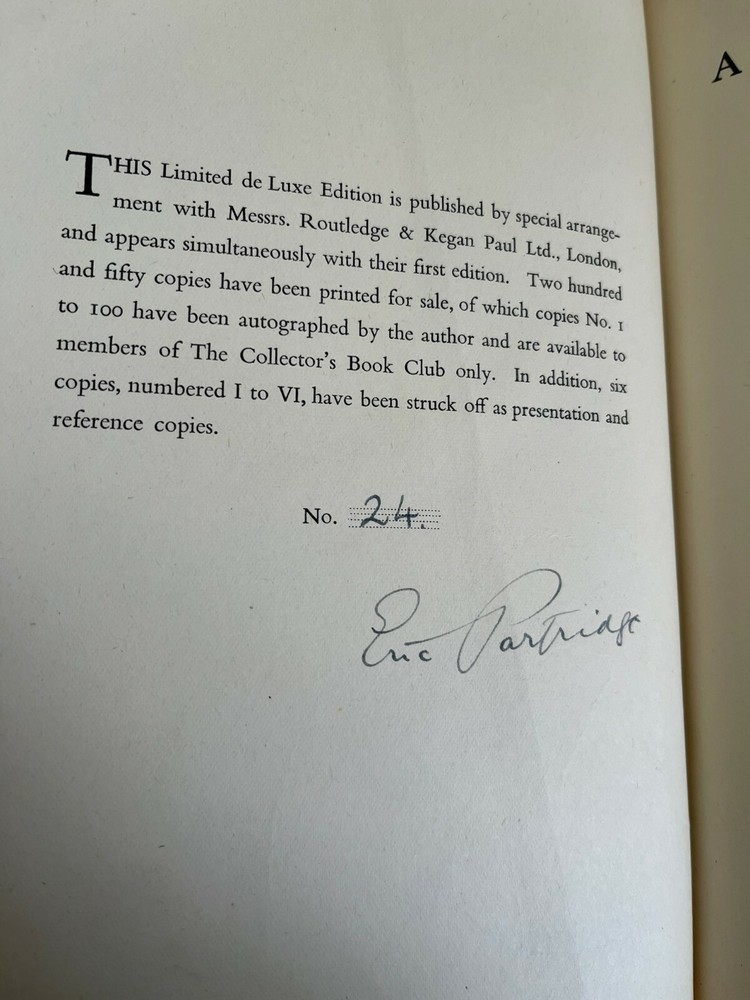 THIS Limited de Luxe Edition is published by special arrange-
ment with Messrs. Routledge & Kegan Paul Ltd., London,
and appears simultaneously with their first edition. Two hundred
and fifty copies have been printed for sale, of which copies No. 1
to 100 have been autographed by the author and are available to
members of The Collector's Book Club only. In addition, six
copies, numbered I to VI, have been struck off as presentation and
reference copies.
No. 24.
Eric Partridge
A